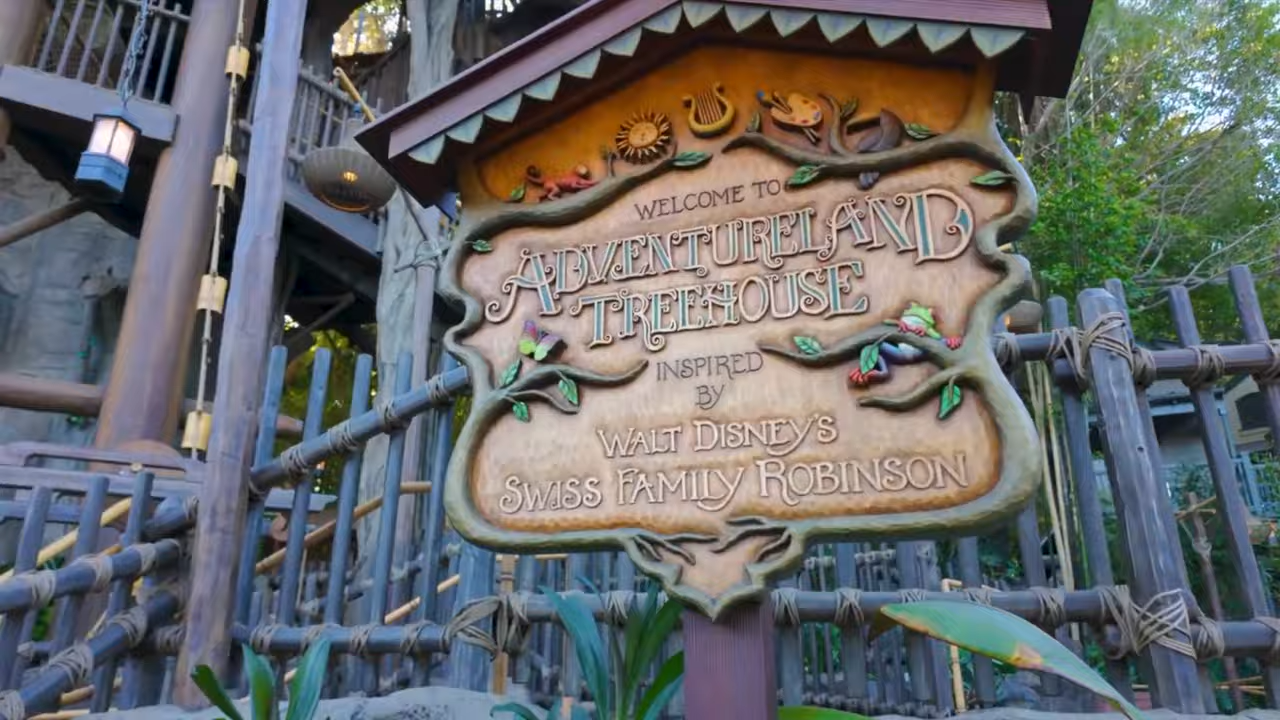 WELCOME TO
ADVENTURELAND
TREEHOUSE
INSPIRED
BY
WALT DISNEY'S
SWISS FAMILY ROBINSON